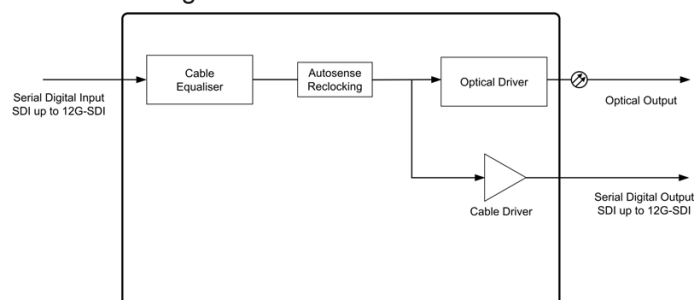 Cable
Equaliser
Autosense
Reclocking
Optical Driver
Serial Digital Input
SDI up to 12G-SDI
Optical Output
Cable Driver
Serial Digital Output
SDI up to 12G-SDI